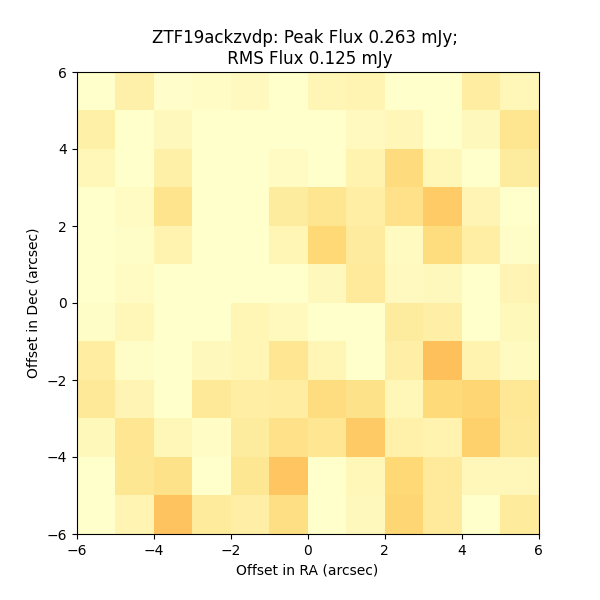 ZTF19ackzvdp: Peak Flux 0.263 mJy;
RMS Flux 0.125 mJy
6
4
2
0
−2
−4
−6
Offset in Dec (arcsec)
−6 −4 −2 0 2 4 6
Offset in RA (arcsec)